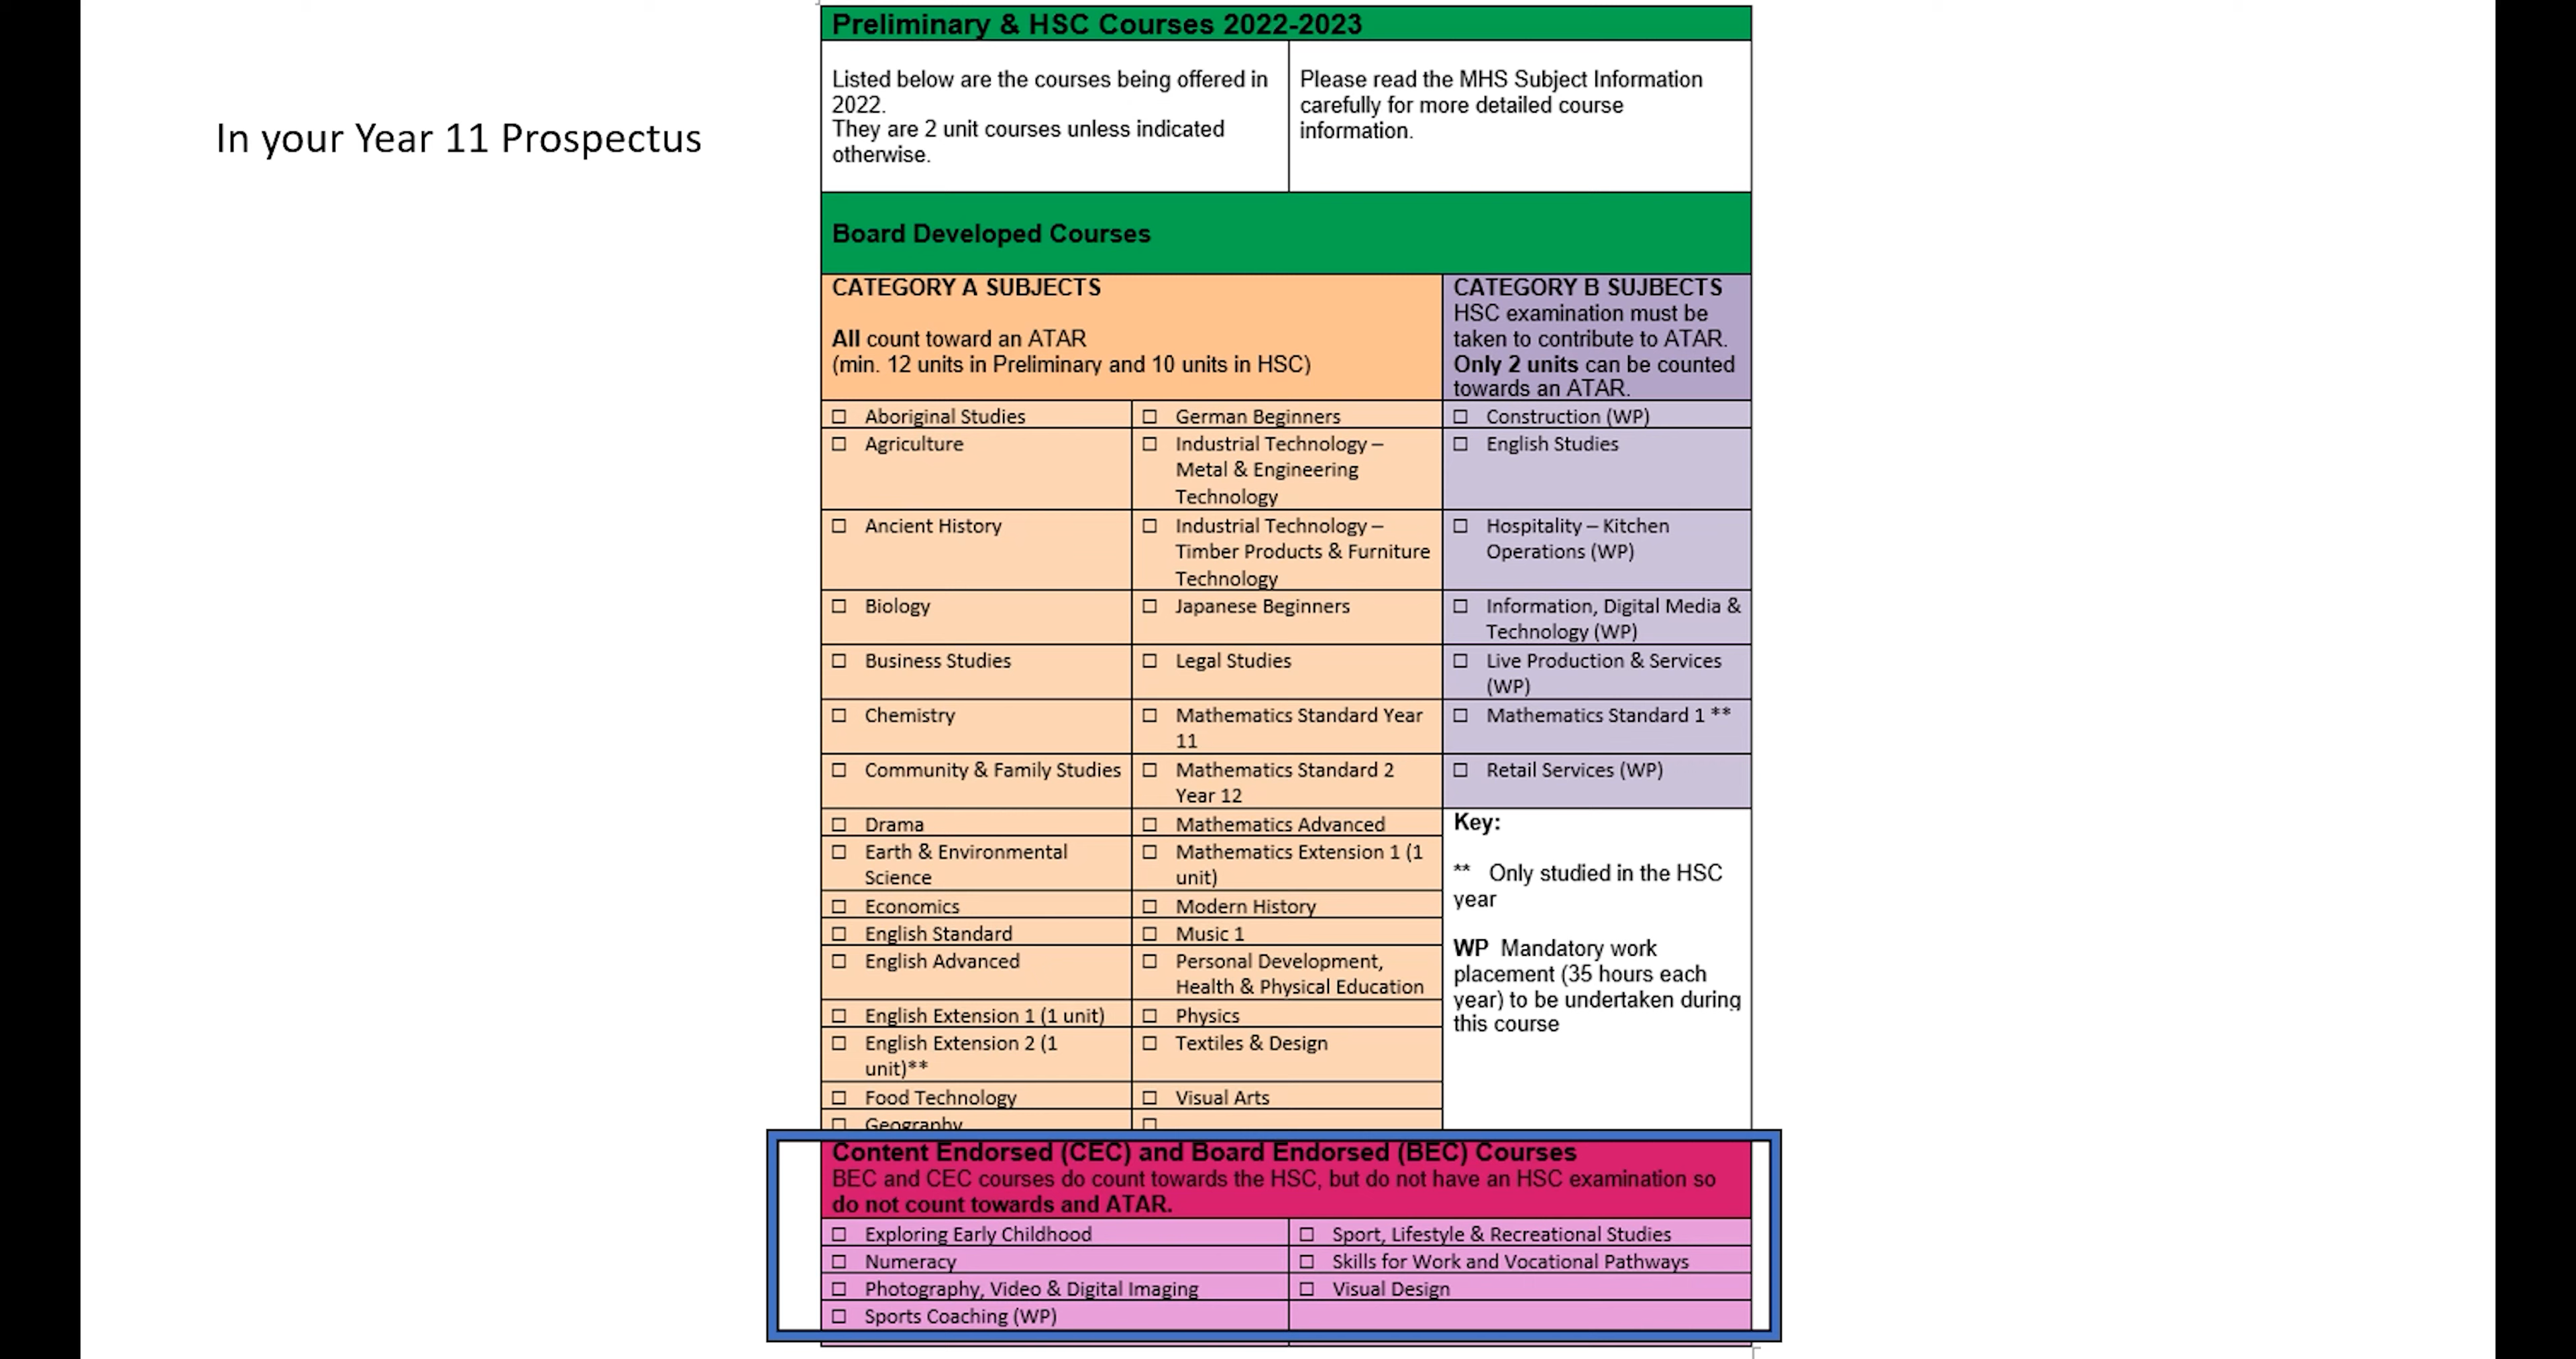 In your Year 11 Prospectus
Preliminary & HSC Courses 2022-2023
Listed below are the courses being offered in
2022.
They are 2 unit courses unless indicated
otherwise.
Please read the MHS Subject Information
carefully for more detailed course
information.
Board Developed Courses
CATEGORY A SUBJECTS
All count toward an ATAR
(min. 12 units in Preliminary and 10 units in HSC)
CATEGORY B SUJBECTS
HSC examination must be
taken to contribute to ATAR.
Only 2 units can be counted
towards an ATAR.
☐ Aboriginal Studies
☐ German Beginners
☐ Construction (WP)
☐ Agriculture
☐ Industrial Technology –
Metal & Engineering
Technology
☐ English Studies
☐ Ancient History
☐ Industrial Technology –
Timber Products & Furniture
Technology
☐ Hospitality – Kitchen
Operations (WP)
☐ Biology
☐ Japanese Beginners
☐ Information, Digital Media &
Technology (WP)
☐ Business Studies
☐ Legal Studies
☐ Live Production & Services
(WP)
☐ Chemistry
☐ Mathematics Standard Year
11
☐ Mathematics Standard 1 **
☐ Community & Family Studies
☐ Mathematics Standard 2
Year 12
☐ Retail Services (WP)
☐ Drama
☐ Mathematics Advanced
☐ Earth & Environmental
Science
☐ Mathematics Extension 1 (1
unit)
☐ Economics
☐ Modern History
☐ English Standard
☐ Music 1
☐ English Advanced
☐ Personal Development,
Health & Physical Education
☐ English Extension 1 (1 unit)
☐ Physics
☐ English Extension 2 (1
unit)**
☐ Textiles & Design
☐ Food Technology
☐ Visual Arts
☐ Geography
☐
Key:
** Only studied in the HSC
year
WP Mandatory work
placement (35 hours each
year) to be undertaken during
this course
Content Endorsed (CEC) and Board Endorsed (BEC) Courses
BEC and CEC courses do count towards the HSC, but do not have an HSC examination so
do not count towards and ATAR.
☐ Exploring Early Childhood
☐ Sport, Lifestyle & Recreational Studies
☐ Numeracy
☐ Skills for Work and Vocational Pathways
☐ Photography, Video & Digital Imaging
☐ Visual Design
☐ Sports Coaching (WP)